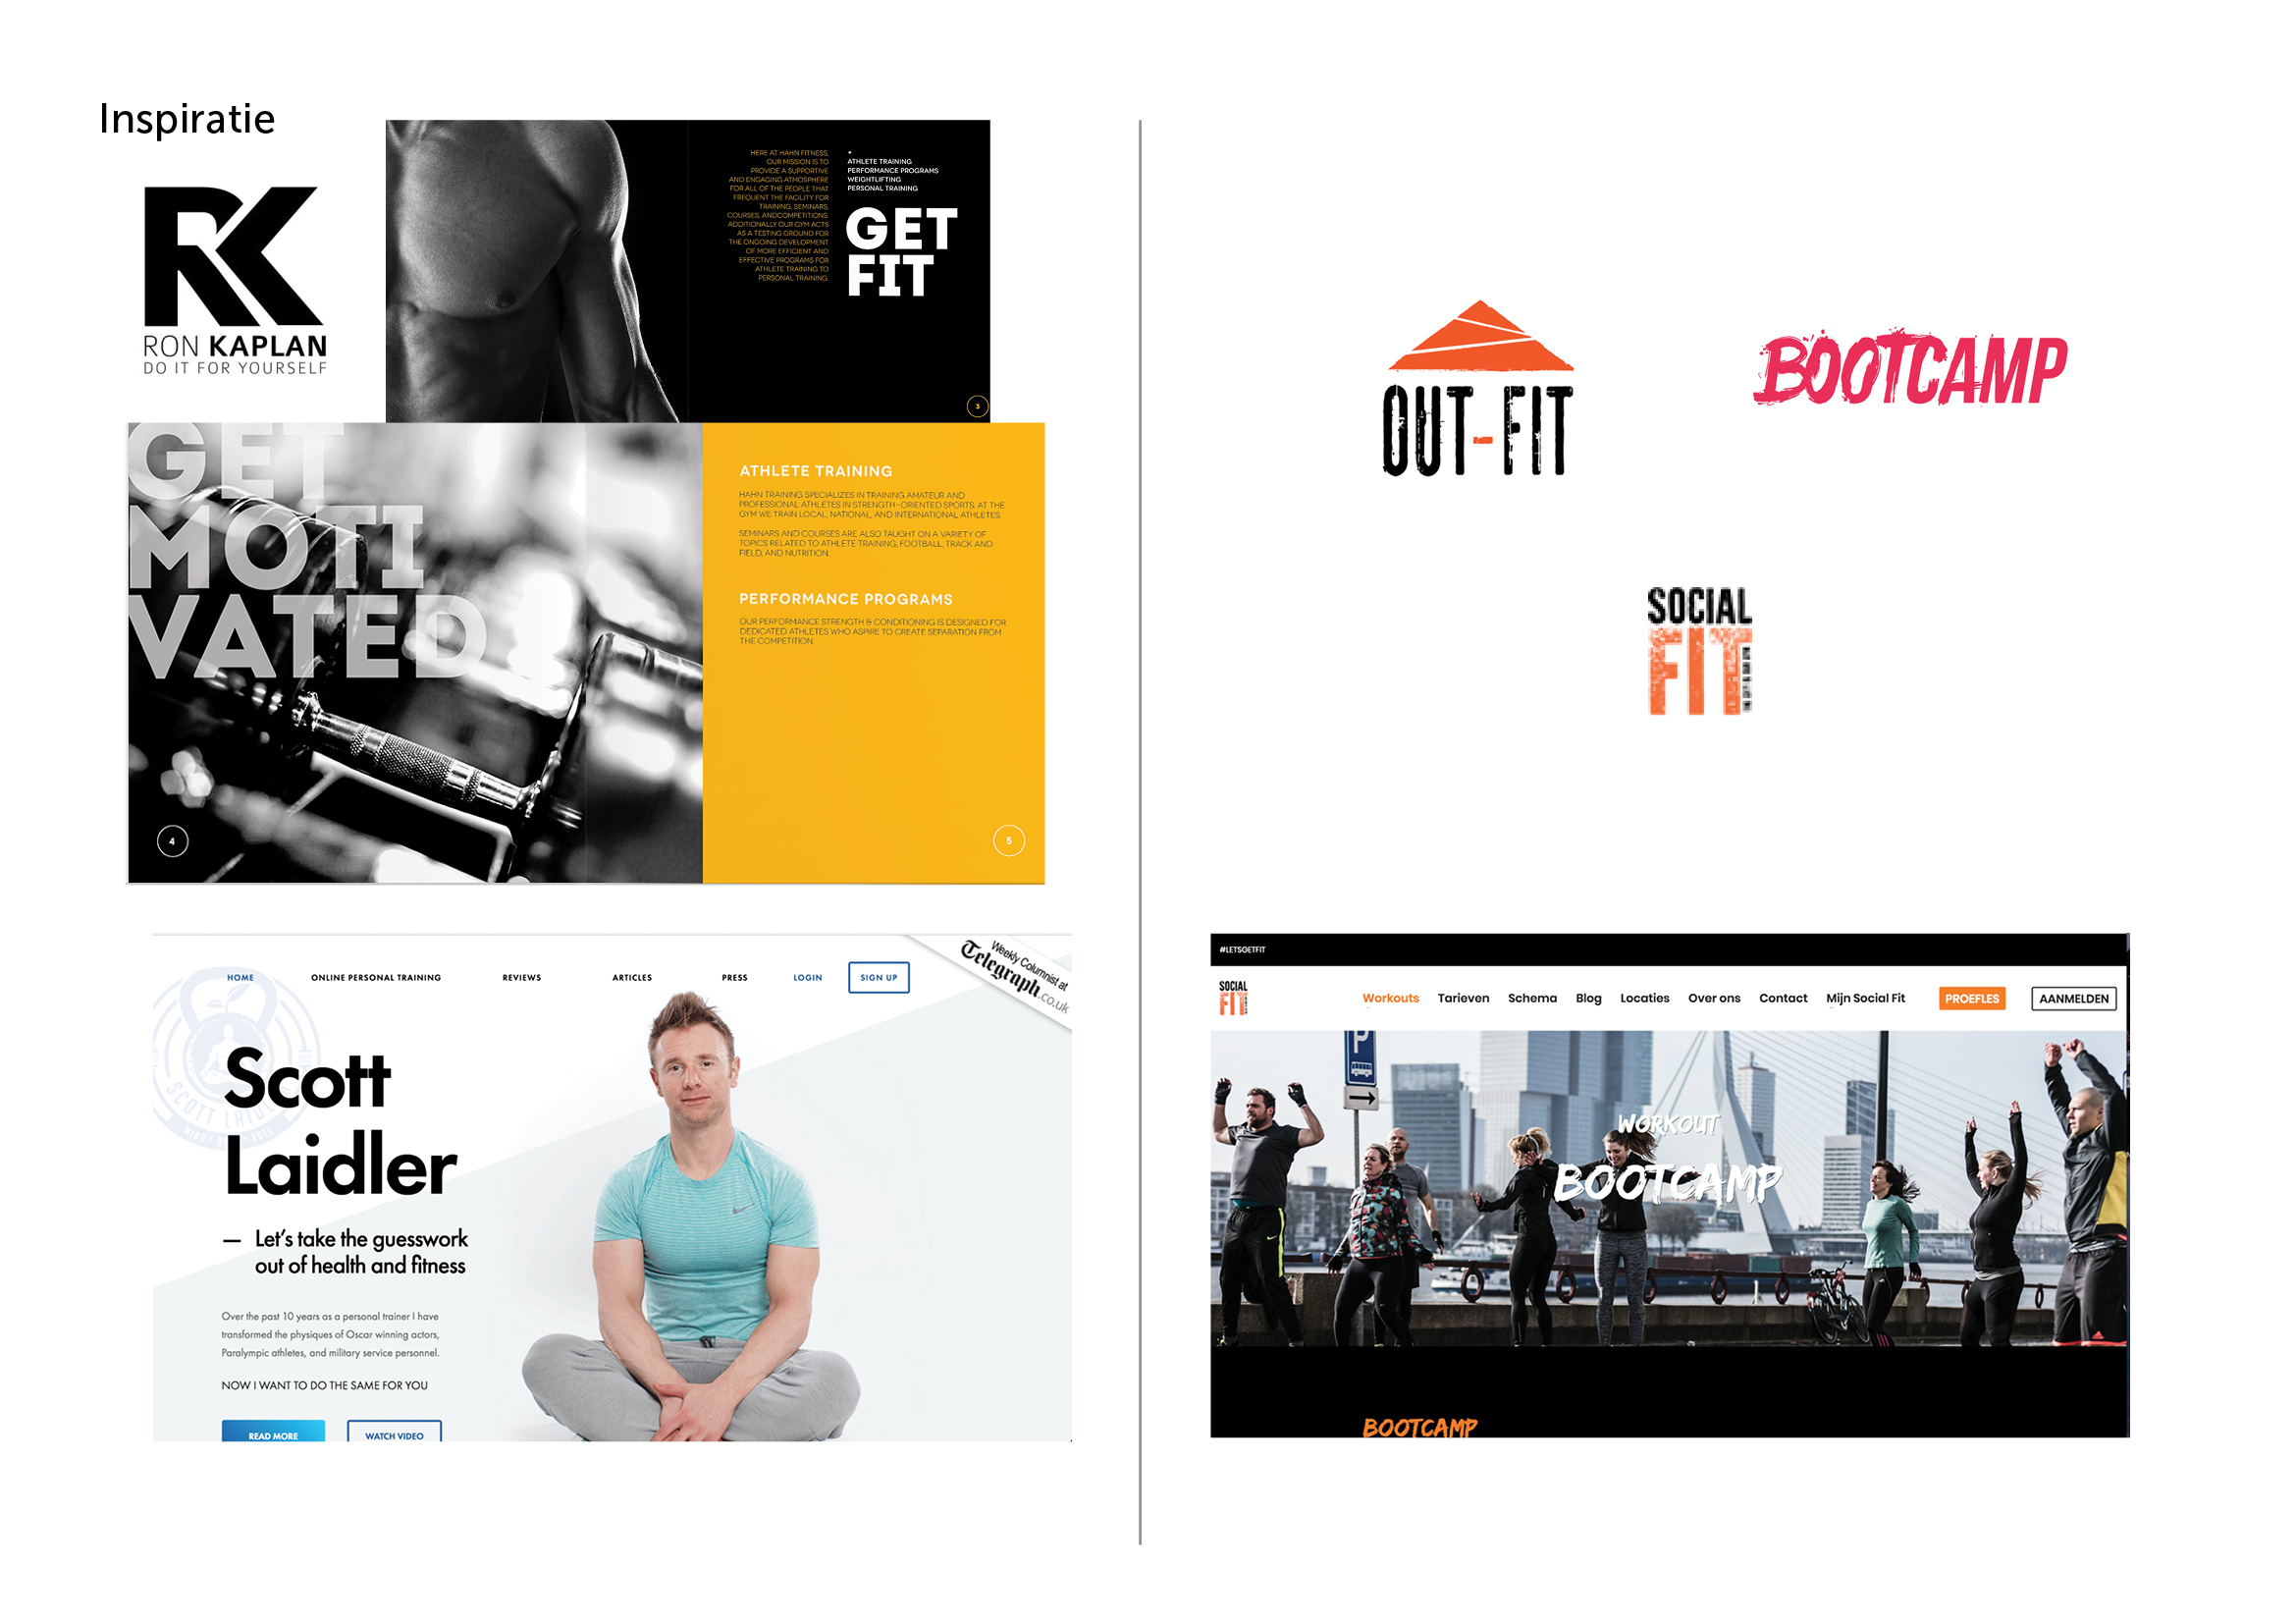 Inspiratie
RK
RON KAPLAN
DO IT FOR YOURSELF
HERE AT HAHN FITNESS,
OUR MISSION IS TO
PROVIDE A SUPPORTIVE
AND ENGAGING ATMOSPHERE
FOR ALL OF THE PEOPLE THAT
FREQUENT THE FACILITY FOR
TRAINING, SEMINARS,
COURSES, ANDCOMPETITIONS.
ADDITIONALLY OUR GYM ACTS
AS A TESTING GROUND FOR
THE ONGOING DEVELOPMENT
OF MORE EFFICIENT AND
EFFECTIVE PROGRAMS FOR
ATHLETE TRAINING TO
PERSONAL TRAINING.
+
ATHLETE TRAINING
PERFORMANCE PROGRAMS
WEIGHTLIFTING
PERSONAL TRAINING
GET
FIT
3
GET
MOTI
VATED
4
ATHLETE TRAINING
HAHN TRAINING SPECIALIZES IN TRAINING AMATEUR AND
PROFESSIONAL ATHLETES IN STRENGTH-ORIENTED SPORTS. AT THE
GYM WE TRAIN LOCAL, NATIONAL, AND INTERNATIONAL ATHLETES.
SEMINARS AND COURSES ARE ALSO TAUGHT ON A VARIETY OF
TOPICS RELATED TO ATHLETE TRAINING, FOOTBALL, TRACK AND
FIELD, AND NUTRITION.
PERFORMANCE PROGRAMS
OUR PERFORMANCE STRENGTH & CONDITIONING IS DESIGNED FOR
DEDICATED ATHLETES WHO ASPIRE TO CREATE SEPARATION FROM
THE COMPETITION.
5
HOME ONLINE PERSONAL TRAINING REVIEWS ARTICLES PRESS LOGIN SIGN UP
Weekly Columnist at
Telegraph.co.uk
Scott
Laidler
— Let's take the guesswork
out of health and fitness
Over the past 10 years as a personal trainer I have
transformed the physiques of Oscar winning actors,
Paralympic athletes, and military service personnel.
NOW I WANT TO DO THE SAME FOR YOU
READ MORE WATCH VIDEO
OUT-FIT
BOOTCAMP
SOCIAL
FIT
#LETSGETFIT
SOCIAL
FIT
Workouts Tarieven Schema Blog Locaties Over ons Contact Mijn Social Fit PROEFLES AANMELDEN
P
WORKOUT
BOOTCAMP
BOOTCAMP